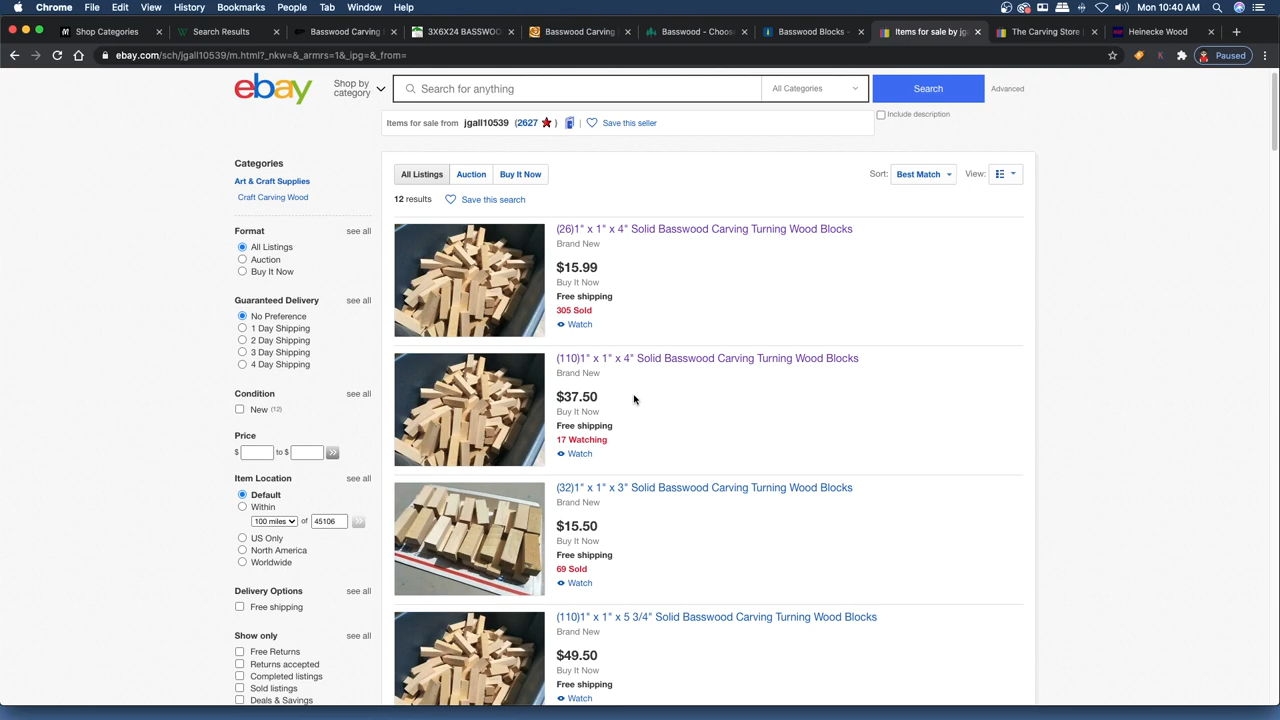 Chrome File Edit View History Bookmarks People Tab Window Help Mon 10:40 AM
Shop Categories Search Results Basswood Carving 3X6X24 BASSWOO Basswood Carving Basswood - Choos Basswood Blocks - Items for sale by jg The Carving Store Heinecke Wood
ebay.com/sch/jgall10539/m.html?_nkw=&_armrs=1&_ipg=&_from= Paused
ebay Shop by category Search for anything All Categories Search Advanced
Include description
Items for sale from jgall10539 (2627 ) | Save this seller
Categories
Art & Craft Supplies
Craft Carving Wood
Format see all
All Listings
Auction
Buy It Now
Guaranteed Delivery see all
No Preference
1 Day Shipping
2 Day Shipping
3 Day Shipping
4 Day Shipping
Condition see all
New (12)
Price
$ to $
Item Location see all
Default
Within
100 miles of 45106
US Only
North America
Worldwide
Delivery Options see all
Free shipping
Show only see all
Free Returns
Returns accepted
Completed listings
Sold listings
Deals & Savings
All Listings Auction Buy It Now Sort: Best Match View:
12 results Save this search
(26)1" x 1" x 4" Solid Basswood Carving Turning Wood Blocks
Brand New
$15.99
Buy It Now
Free shipping
305 Sold
Watch
(110)1" x 1" x 4" Solid Basswood Carving Turning Wood Blocks
Brand New
$37.50
Buy It Now
Free shipping
17 Watching
Watch
(32)1" x 1" x 3" Solid Basswood Carving Turning Wood Blocks
Brand New
$15.50
Buy It Now
Free shipping
69 Sold
Watch
(110)1" x 1" x 5 3/4" Solid Basswood Carving Turning Wood Blocks
Brand New
$49.50
Buy It Now
Free shipping
Watch